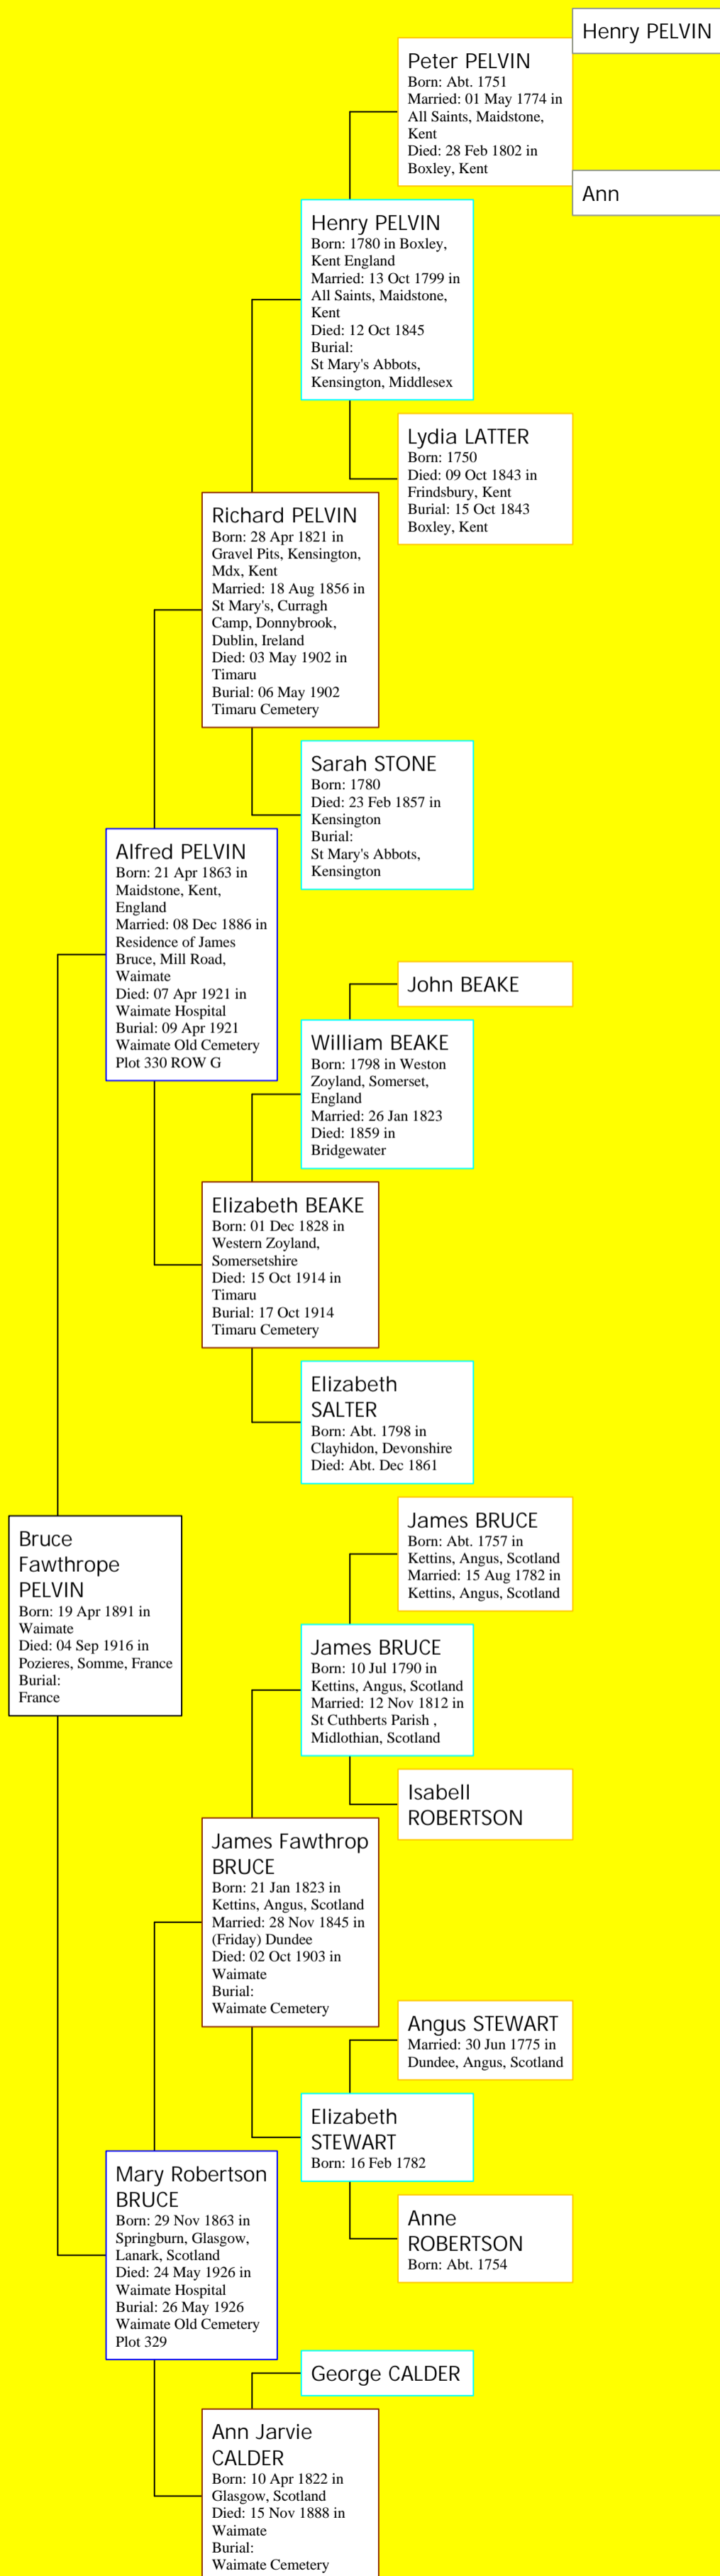 Henry PELVIN
Peter PELVIN
Born: Abt. 1751
Married: 01 May 1774 in
All Saints, Maidstone,
Kent
Died: 28 Feb 1802 in
Boxley, Kent
Ann
Henry PELVIN
Born: 1780 in Boxley,
Kent England
Married: 13 Oct 1799 in
All Saints, Maidstone,
Kent
Died: 12 Oct 1845
Burial:
St Mary's Abbots,
Kensington, Middlesex
Lydia LATTER
Born: 1750
Died: 09 Oct 1843 in
Frindsbury, Kent
Burial: 15 Oct 1843
Boxley, Kent
Richard PELVIN
Born: 28 Apr 1821 in
Gravel Pits, Kensington,
Mdx, Kent
Married: 18 Aug 1856 in
St Mary's, Curragh
Camp, Donnybrook,
Dublin, Ireland
Died: 03 May 1902 in
Timaru
Burial: 06 May 1902
Timaru Cemetery
Sarah STONE
Born: 1780
Died: 23 Feb 1857 in
Kensington
Burial:
St Mary's Abbots,
Kensington
Alfred PELVIN
Born: 21 Apr 1863 in
Maidstone, Kent,
England
Married: 08 Dec 1886 in
Residence of James
Bruce, Mill Road,
Waimate
Died: 07 Apr 1921 in
Waimate Hospital
Burial: 09 Apr 1921
Waimate Old Cemetery
Plot 330 ROW G
John BEAKE
William BEAKE
Born: 1798 in Weston
Zoyland, Somerset,
England
Married: 26 Jan 1823
Died: 1859 in
Bridgewater
Elizabeth BEAKE
Born: 01 Dec 1828 in
Western Zoyland,
Somersetshire
Died: 15 Oct 1914 in
Timaru
Burial: 17 Oct 1914
Timaru Cemetery
Elizabeth
SALTER
Born: Abt. 1798 in
Clayhidon, Devonshire
Died: Abt. Dec 1861
Bruce
Fawthrope
PELVIN
Born: 19 Apr 1891 in
Waimate
Died: 04 Sep 1916 in
Pozieres, Somme, France
Burial:
France
James BRUCE
Born: Abt. 1757 in
Kettins, Angus, Scotland
Married: 15 Aug 1782 in
Kettins, Angus, Scotland
James BRUCE
Born: 10 Jul 1790 in
Kettins, Angus, Scotland
Married: 12 Nov 1812 in
St Cuthberts Parish ,
Midlothian, Scotland
Isabell
ROBERTSON
James Fawthrop
BRUCE
Born: 21 Jan 1823 in
Kettins, Angus, Scotland
Married: 28 Nov 1845 in
(Friday) Dundee
Died: 02 Oct 1903 in
Waimate
Burial:
Waimate Cemetery
Angus STEWART
Married: 30 Jun 1775 in
Dundee, Angus, Scotland
Elizabeth
STEWART
Born: 16 Feb 1782
Anne
ROBERTSON
Born: Abt. 1754
Mary Robertson
BRUCE
Born: 29 Nov 1863 in
Springburn, Glasgow,
Lanark, Scotland
Died: 24 May 1926 in
Waimate Hospital
Burial: 26 May 1926
Waimate Old Cemetery
Plot 329
George CALDER
Ann Jarvie
CALDER
Born: 10 Apr 1822 in
Glasgow, Scotland
Died: 15 Nov 1888 in
Waimate
Burial:
Waimate Cemetery